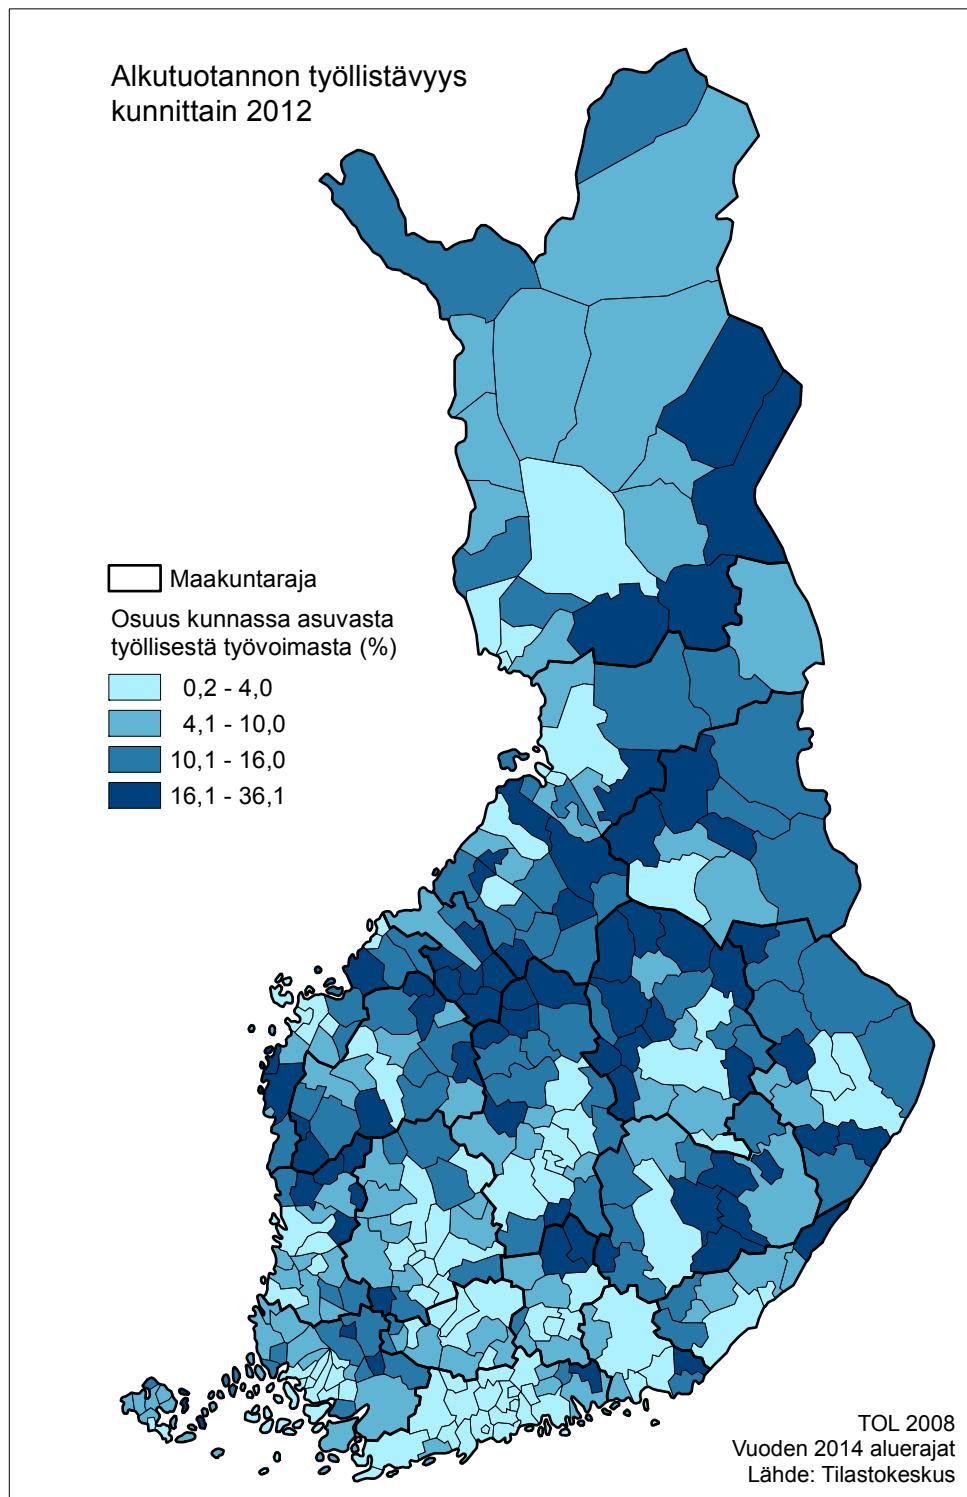 Alkutuotannon työllistävyys
kunnittain 2012
Maakuntaraja
Osuus kunnassa asuvasta
työllisestä työvoimasta (%)
0,2 - 4,0
4,1 - 10,0
10,1 - 16,0
16,1 - 36,1
TOL 2008
Vuoden 2014 aluerajat
Lähde: Tilastokeskus